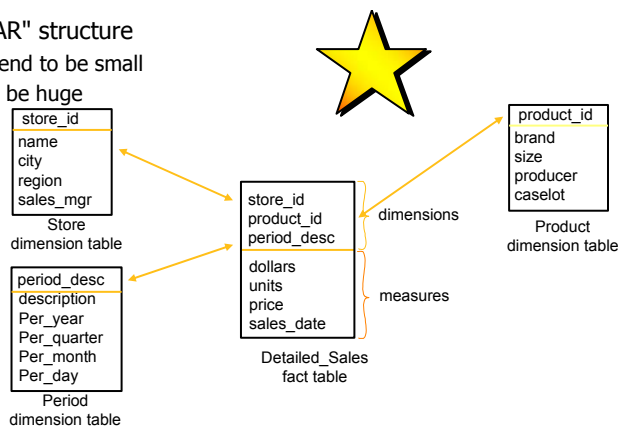 AR" structure
end to be small
be huge
store_id
name
city
region
sales_mgr
Store
dimension table
period_desc
description
Per_year
Per_quarter
Per_month
Per_day
Period
dimension table
store_id
product_id
period_desc
dollars
units
price
sales_date
dimensions
measures
Detailed_Sales
fact table
product_id
brand
size
producer
caselot
Product
dimension table